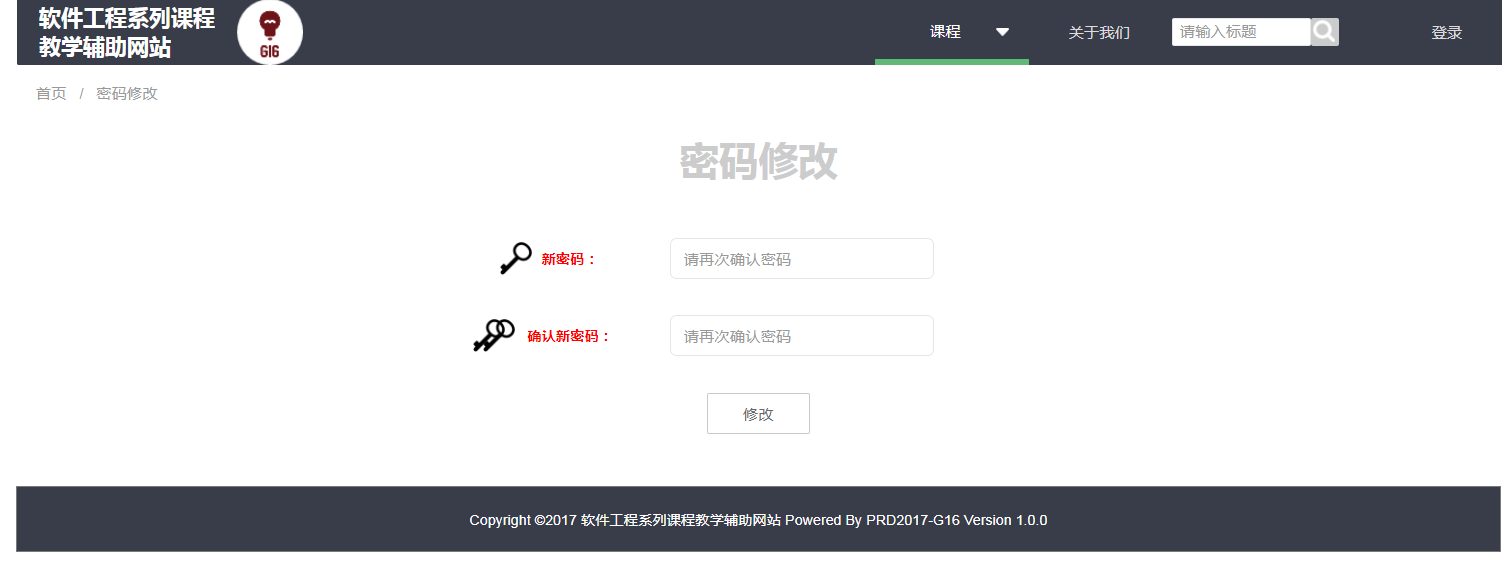 软件工程系列课程
教学辅助网站
G16
课程
关于我们
请输入标题
登录
首页 / 密码修改
密码修改
新密码：
请再次确认密码
确认新密码：
请再次确认密码
修改
Copyright ©2017 软件工程系列课程教学辅助网站 Powered By PRD2017-G16 Version 1.0.0